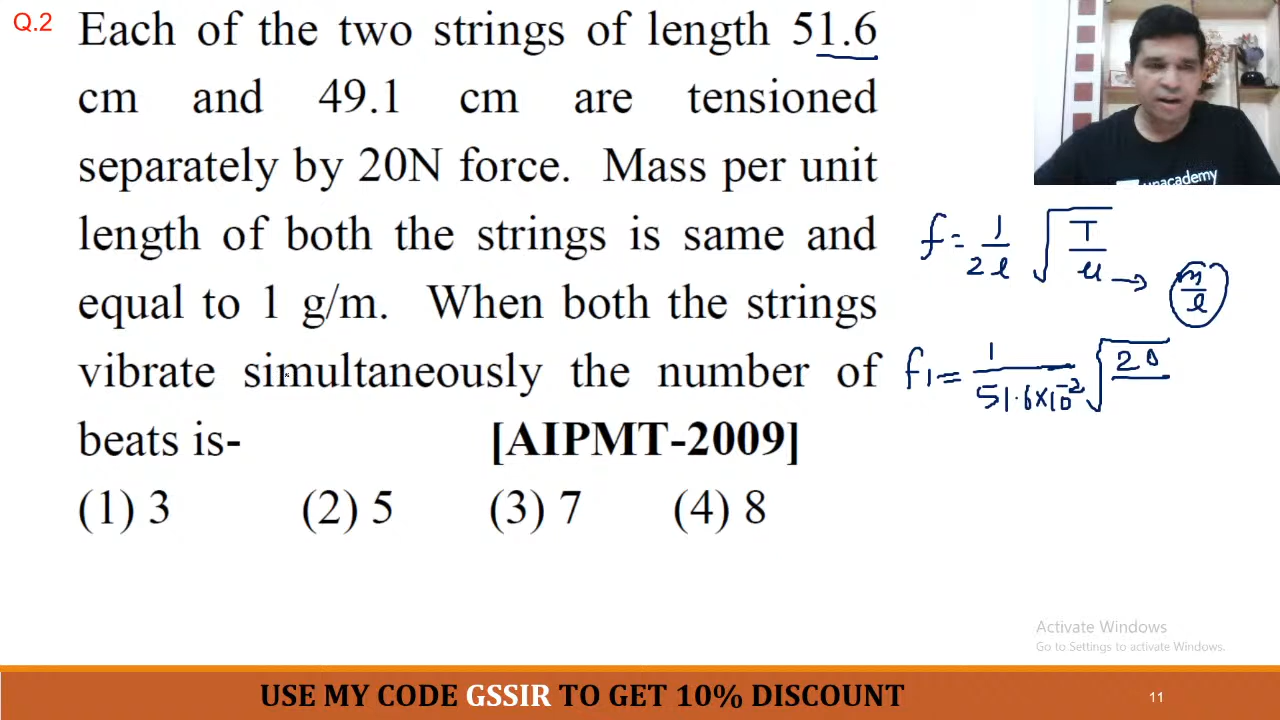 Q.2
Each of the two strings of length 51.6
cm and 49.1 cm are tensioned
separately by 20N force. Mass per unit
length of both the strings is same and
equal to 1 g/m. When both the strings
vibrate simultaneously the number of
beats is- [AIPMT-2009]
(1) 3 (2) 5 (3) 7 (4) 8
unacademy
f = 1/2l √T/μ → m/l
f1 = 1/51.6×10^-2 √20
Activate Windows
Go to Settings to activate Windows.
USE MY CODE GSSIR TO GET 10% DISCOUNT
11